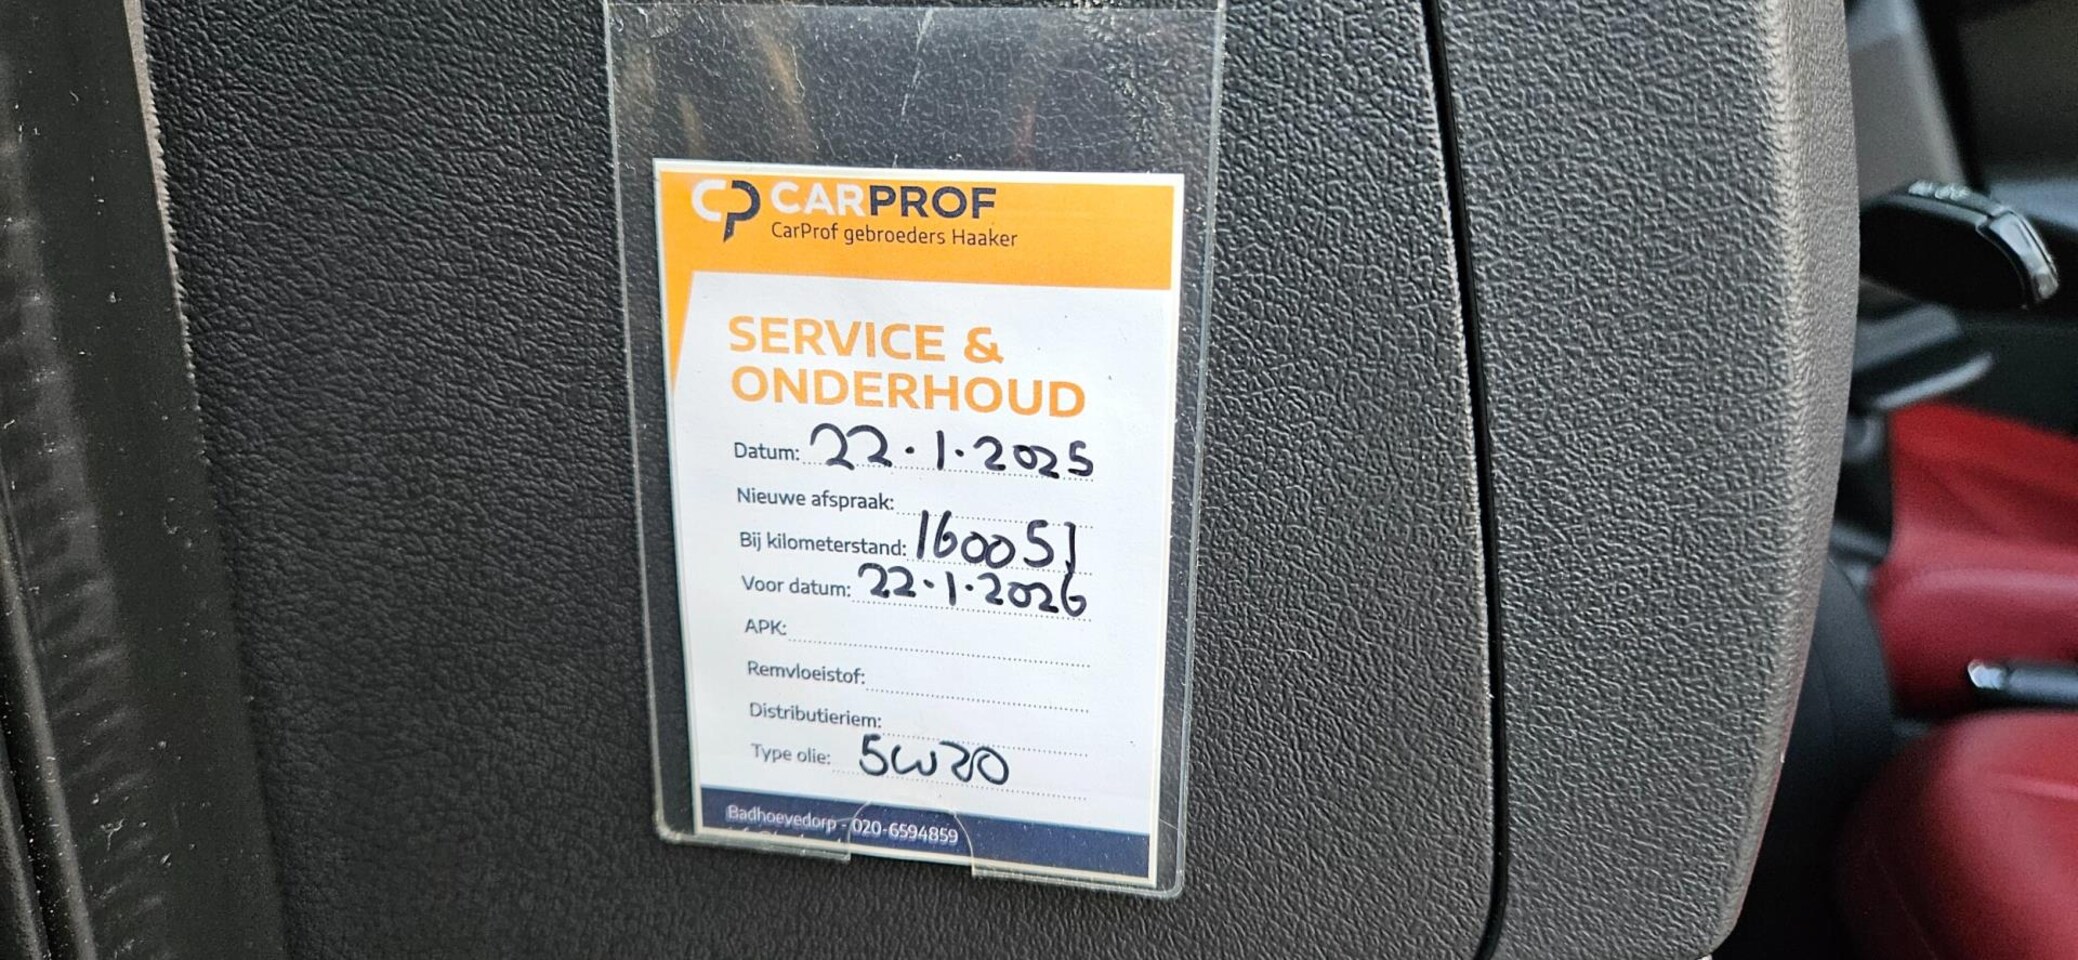 CP CARPROF
CarProf gebroeders Haaker
SERVICE &
ONDERHOUD
Datum: 22.1.2025
Nieuwe afspraak:
Bij kilometerstand: 160051
Voor datum: 22.1.2026
APK:
Remvloeistof:
Distributieriem:
Type olie: 5W20
Badhoevedorp - 020-6594859